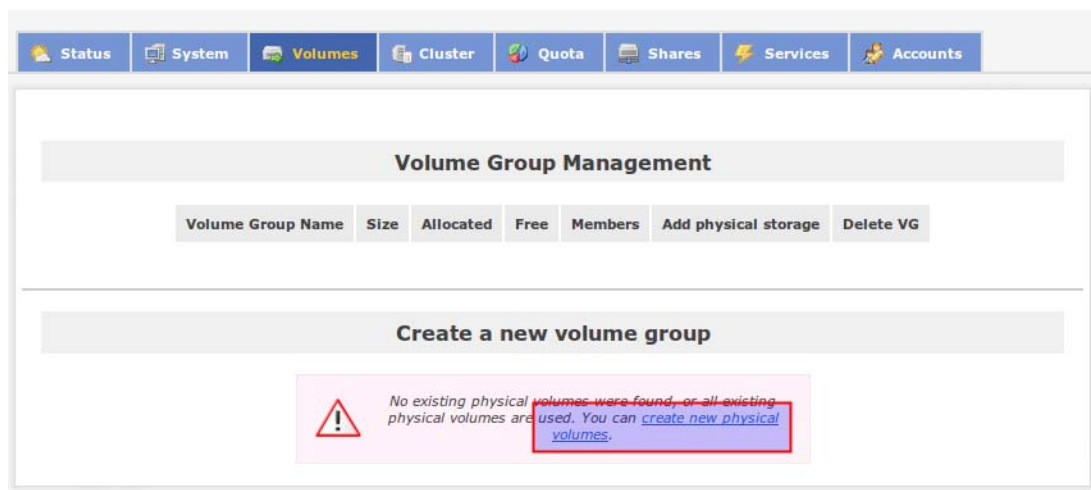 Status System Volumes Cluster Quota Shares Services Accounts
Volume Group Management
Volume Group Name Size Allocated Free Members Add physical storage Delete VG
Create a new volume group
No existing physical volumes were found, or all existing
physical volumes are used. You can create new physical
volumes.